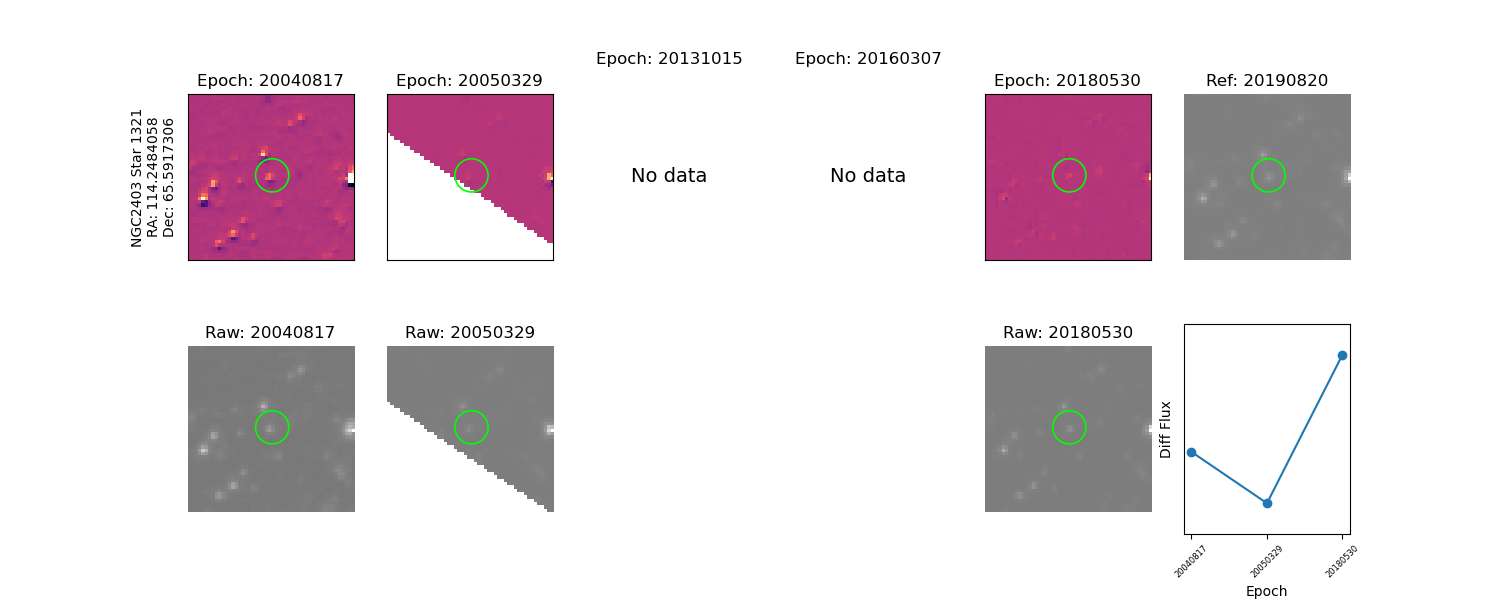 Epoch: 20131015
Epoch: 20160307
Epoch: 20040817
Epoch: 20050329
Epoch: 20180530
Ref: 20190820
NGC2403 Star 1321
RA: 114.2484058
Dec: 65.5917306
No data
No data
Raw: 20040817
Raw: 20050329
Raw: 20180530
Diff Flux
20040817
20050329
20180530
Epoch